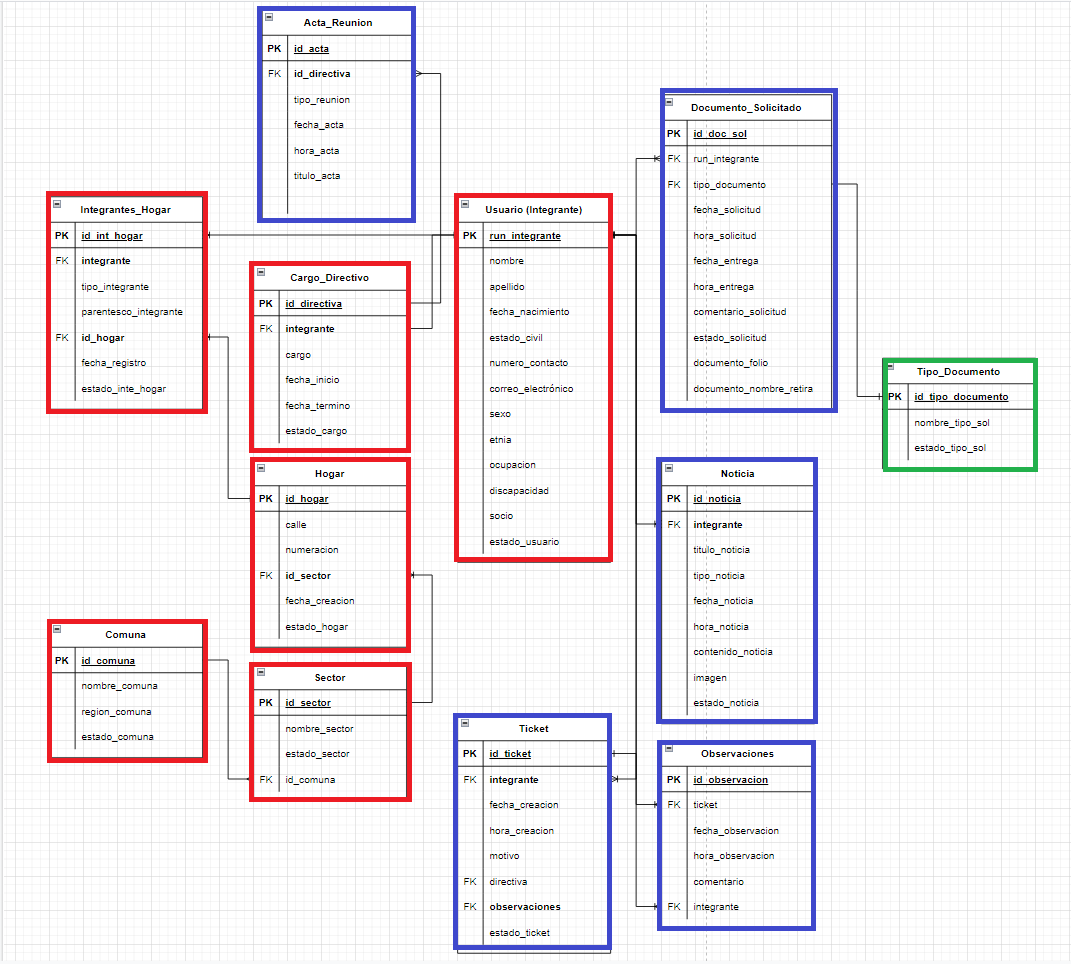 Acta_Reunion
PK id_acta
FK id_directiva
tipo_reunion
fecha_acta
hora_acta
titulo_acta
Integrantes_Hogar
PK id_int_hogar
FK integrante
tipo_integrante
parentesco_integrante
FK id_hogar
fecha_registro
estado_inte_hogar
Cargo_Directivo
PK id_directiva
FK integrante
cargo
fecha_inicio
fecha_termino
estado_cargo
Usuario (Integrante)
PK run_integrante
nombre
apellido
fecha_nacimiento
estado_civil
numero_contacto
correo_electrónico
sexo
etnia
ocupacion
discapacidad
socio
estado_usuario
Documento_Solicitado
PK id_doc_sol
FK run_integrante
FK tipo_documento
fecha_solicitud
hora_solicitud
fecha_entrega
hora_entrega
comentario_solicitud
estado_solicitud
documento_folio
documento_nombre_retira
Tipo_Documento
PK id_tipo_documento
nombre_tipo_sol
estado_tipo_sol
Hogar
PK id_hogar
calle
numeracion
FK id_sector
fecha_creacion
estado_hogar
Noticia
PK id_noticia
FK integrante
titulo_noticia
tipo_noticia
fecha_noticia
hora_noticia
contenido_noticia
imagen
estado_noticia
Comuna
PK id_comuna
nombre_comuna
region_comuna
estado_comuna
Sector
PK id_sector
nombre_sector
estado_sector
FK id_comuna
Ticket
PK id_ticket
FK integrante
fecha_creacion
hora_creacion
motivo
FK directiva
FK observaciones
estado_ticket
Observaciones
PK id_observacion
FK ticket
fecha_observacion
hora_observacion
comentario
FK integrante